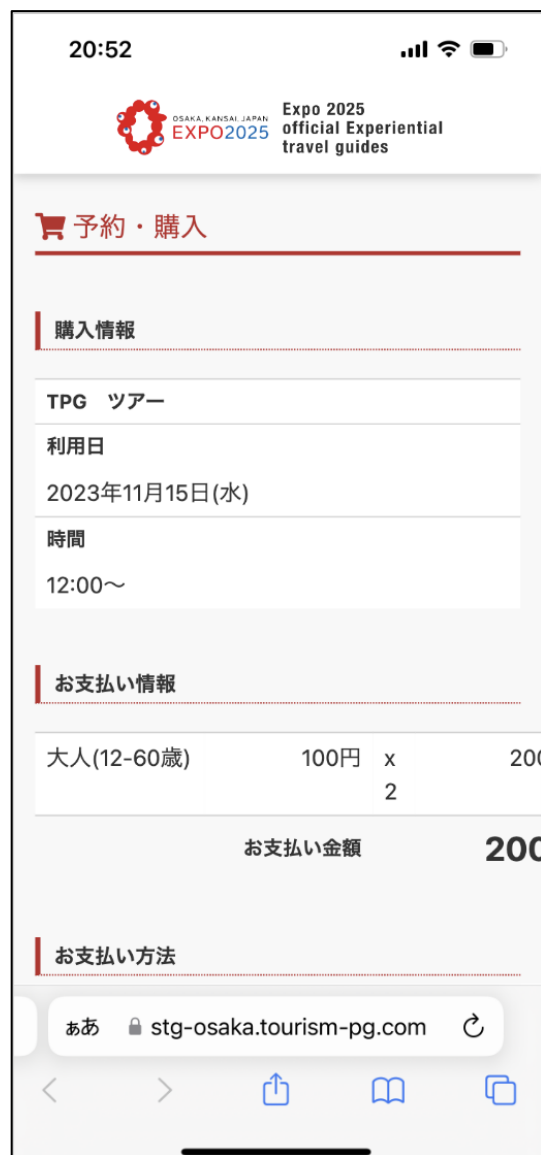 20:52
OSAKA, KANSAI, JAPAN
EXPO2025
Expo 2025
official Experiential
travel guides
予約・購入
購入情報
TPG ツアー
利用日
2023年11月15日(水)
時間
12:00〜
お支払い情報
大人(12-60歳) 100円 x 200
2
お支払い金額 200
お支払い方法
ぁあ stg-osaka.tourism-pg.com